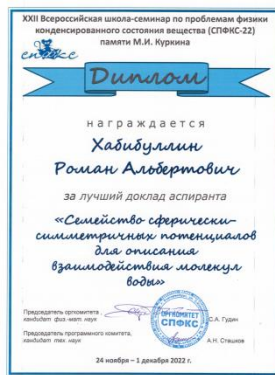 XXII Всероссийская школа-семинар по проблемам физики
конденсированного состояния вещества (СПФКС-22)
памяти М.И. Куркина
спфкс
Диплом
награждается
Хабибуллин
Роман Альбертович
за лучший доклад аспиранта
«Семейство сферически-
симметричных потенциалов
для описания
взаимодействия молекул
воды»
Председатель оргкомитета,
кандидат физ.-мат. наук
С.А. Гудин
ОРГКОМИТЕТ
СПФКС
Председатель программного комитета,
кандидат техн. наук
А.Н. Сташков
24 ноября – 1 декабря 2022 г.